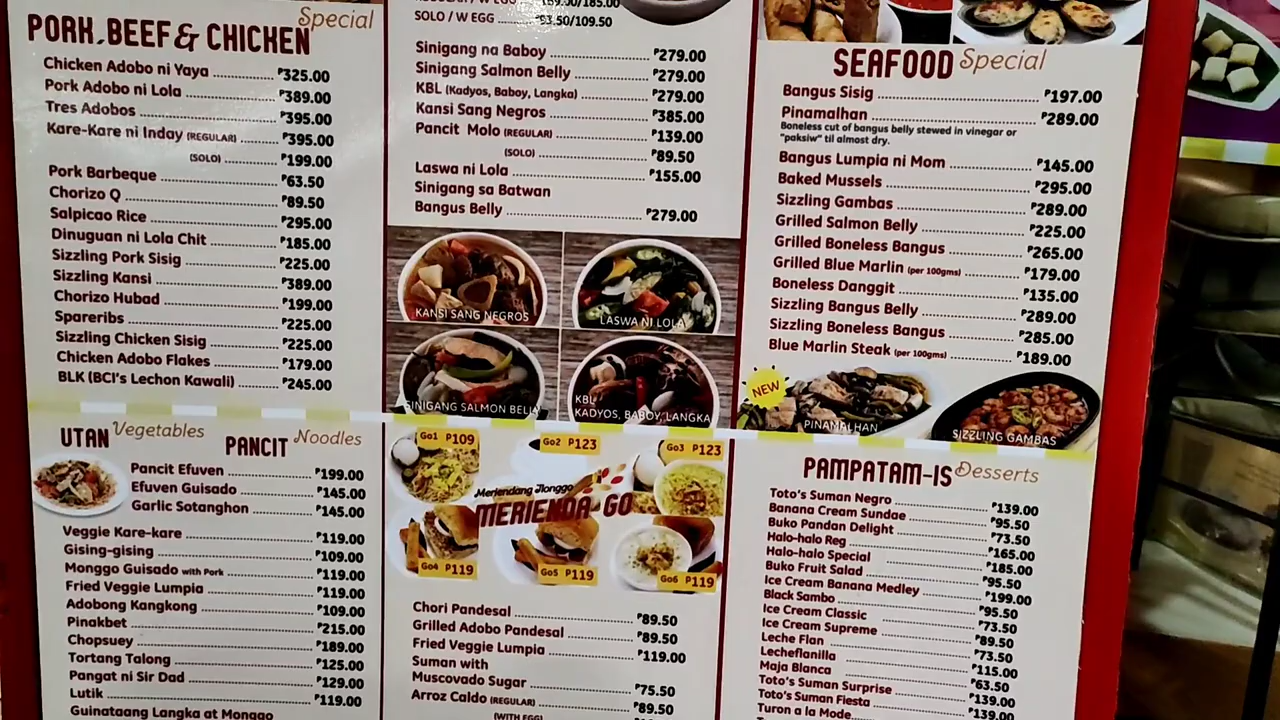 PORK, BEEF & CHICKEN Special
Chicken Adobo ni Yaya ₱325.00
Pork Adobo ni Lola ₱389.00
Tres Adobos ₱395.00
Kare-Kare ni Inday (REGULAR) ₱395.00
(SOLO) ₱199.00
Pork Barbeque ₱63.50
Chorizo Q ₱89.50
Salpicao Rice ₱295.00
Dinuguan ni Lola Chit ₱185.00
Sizzling Pork Sisig ₱225.00
Sizzling Kansi ₱389.00
Chorizo Hubad ₱199.00
Spareribs ₱225.00
Sizzling Chicken Sisig ₱225.00
Chicken Adobo Flakes ₱179.00
BLK (BCI's Lechon Kawali) ₱245.00
UTAN Vegetables PANCIT Noodles
Pancit Efuven ₱199.00
Efuven Guisado ₱145.00
Garlic Sotanghon ₱145.00
Veggie Kare-kare ₱119.00
Gising-gising ₱109.00
Monggo Guisado with Pork ₱119.00
Fried Veggie Lumpia ₱119.00
Adobong Kangkong ₱109.00
Pinakbet ₱215.00
Chopsuey ₱189.00
Tortang Talong ₱125.00
Pangat ni Sir Dad ₱129.00
Lutik ₱119.00
Guinataang Langka at Monggo
SOLO / W EGG ₱93.50/109.50
Sinigang na Baboy ₱279.00
Sinigang Salmon Belly ₱279.00
KBL (Kadyos, Baboy, Langka) ₱279.00
Kansi Sang Negros ₱385.00
Pancit Molo (REGULAR) ₱139.00
(SOLO) ₱89.50
Laswa ni Lola ₱155.00
Sinigang sa Batwan
Bangus Belly ₱279.00
KANSI SANG NEGROS
LASWA NI LOLA
SINIGANG SALMON BELLY
KBL
KADYOS, BABOY, LANGKA
Go1 P109
Go2 P123
Go3 P123
Meriendang Ilonggo
MERIENDA-GO
Go4 P119
Go5 P119
Go6 P119
Chori Pandesal ₱89.50
Grilled Adobo Pandesal ₱89.50
Fried Veggie Lumpia ₱119.00
Suman with
Muscovado Sugar ₱75.50
Arroz Caldo (REGULAR) ₱89.50
(WITH EGG)
SEAFOOD Special
Bangus Sisig ₱197.00
Pinamalhan ₱289.00
Boneless cut of bangus belly stewed in vinegar or
"paksiw" til almost dry.
Bangus Lumpia ni Mom ₱145.00
Baked Mussels ₱295.00
Sizzling Gambas ₱289.00
Grilled Salmon Belly ₱225.00
Grilled Boneless Bangus ₱265.00
Grilled Blue Marlin (per 100gms) ₱179.00
Boneless Danggit ₱135.00
Sizzling Bangus Belly ₱289.00
Sizzling Boneless Bangus ₱285.00
Blue Marlin Steak (per 100gms) ₱189.00
NEW
PINAMALHAN
SIZZLING GAMBAS
PAMPATAM-IS Desserts
Toto's Suman Negro ₱139.00
Banana Cream Sundae ₱95.50
Buko Pandan Delight ₱73.50
Halo-halo Reg ₱165.00
Halo-halo Special ₱185.00
Buko Fruit Salad ₱95.50
Ice Cream Banana Medley ₱199.00
Black Sambo ₱95.50
Ice Cream Classic ₱73.50
Ice Cream Supreme ₱89.50
Leche Flan ₱73.50
Lecheflanilla ₱115.00
Maja Blanca ₱63.50
Toto's Suman Surprise ₱139.00
Toto's Suman Fiesta ₱139.00
Turon a la Mode